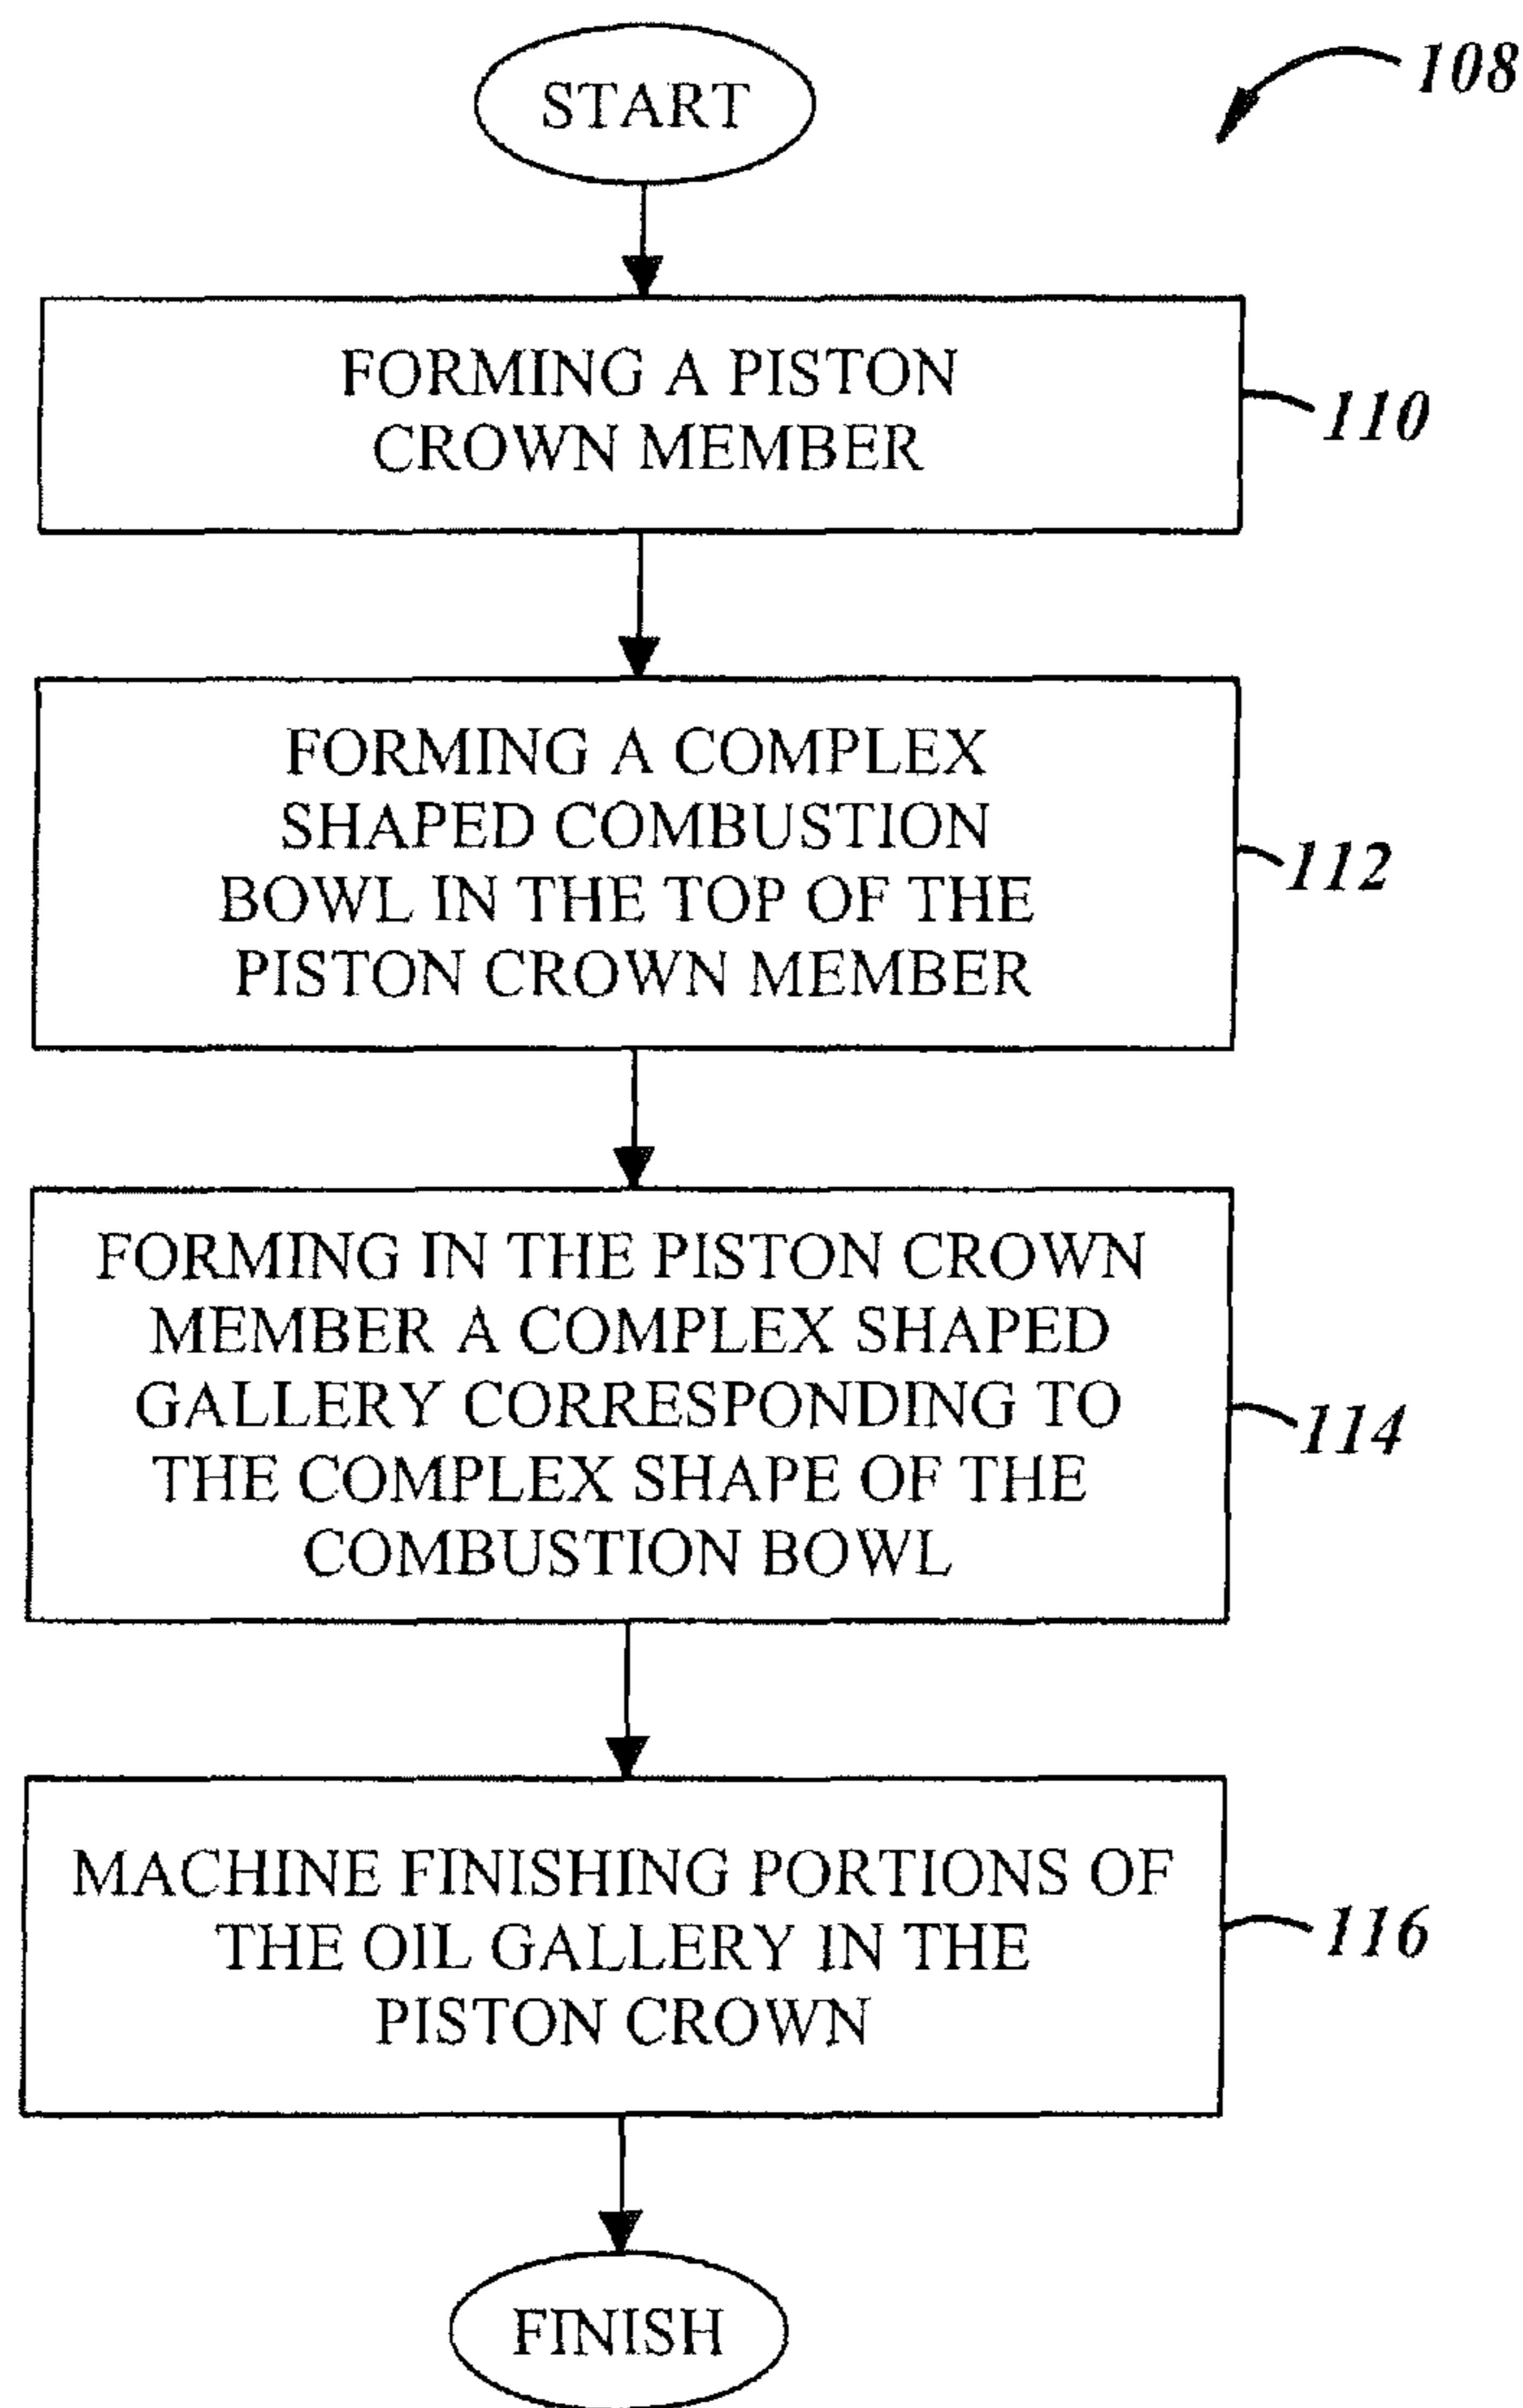 START
108
FORMING A PISTON
CROWN MEMBER
110
FORMING A COMPLEX
SHAPED COMBUSTION
BOWL IN THE TOP OF THE
PISTON CROWN MEMBER
112
FORMING IN THE PISTON CROWN
MEMBER A COMPLEX SHAPED
GALLERY CORRESPONDING TO
THE COMPLEX SHAPE OF THE
COMBUSTION BOWL
114
MACHINE FINISHING PORTIONS OF
THE OIL GALLERY IN THE
PISTON CROWN
116
FINISH